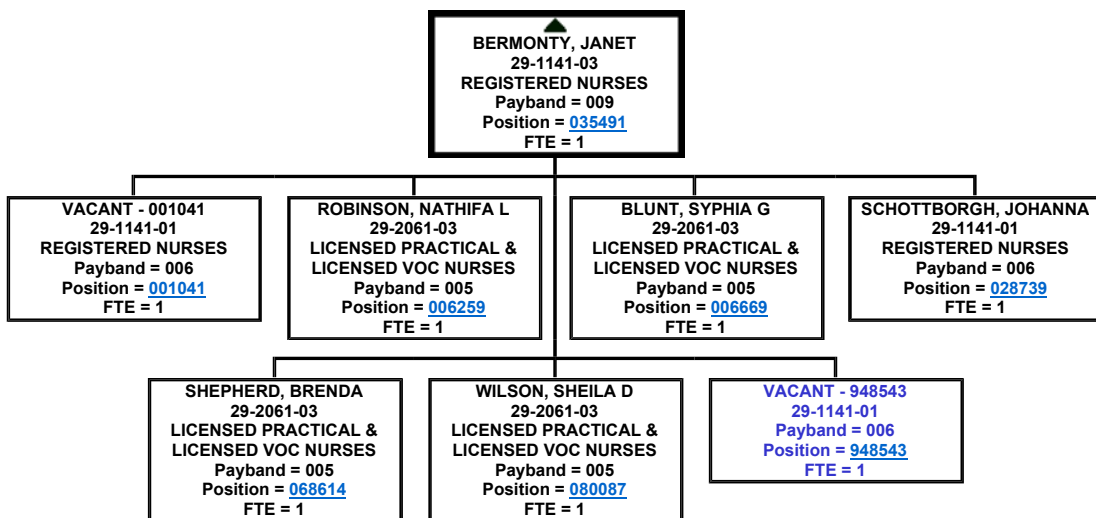 BERMONTY, JANET
29-1141-03
REGISTERED NURSES
Payband = 009
Position = 035491
FTE = 1
VACANT - 001041
29-1141-01
REGISTERED NURSES
Payband = 006
Position = 001041
FTE = 1
ROBINSON, NATHIFA L
29-2061-03
LICENSED PRACTICAL &
LICENSED VOC NURSES
Payband = 005
Position = 006259
FTE = 1
BLUNT, SYPHIA G
29-2061-03
LICENSED PRACTICAL &
LICENSED VOC NURSES
Payband = 005
Position = 006669
FTE = 1
SCHOTTBORGH, JOHANNA
29-1141-01
REGISTERED NURSES
Payband = 006
Position = 028739
FTE = 1
SHEPHERD, BRENDA
29-2061-03
LICENSED PRACTICAL &
LICENSED VOC NURSES
Payband = 005
Position = 068614
FTE = 1
WILSON, SHEILA D
29-2061-03
LICENSED PRACTICAL &
LICENSED VOC NURSES
Payband = 005
Position = 080087
FTE = 1
VACANT - 948543
29-1141-01
Payband = 006
Position = 948543
FTE = 1